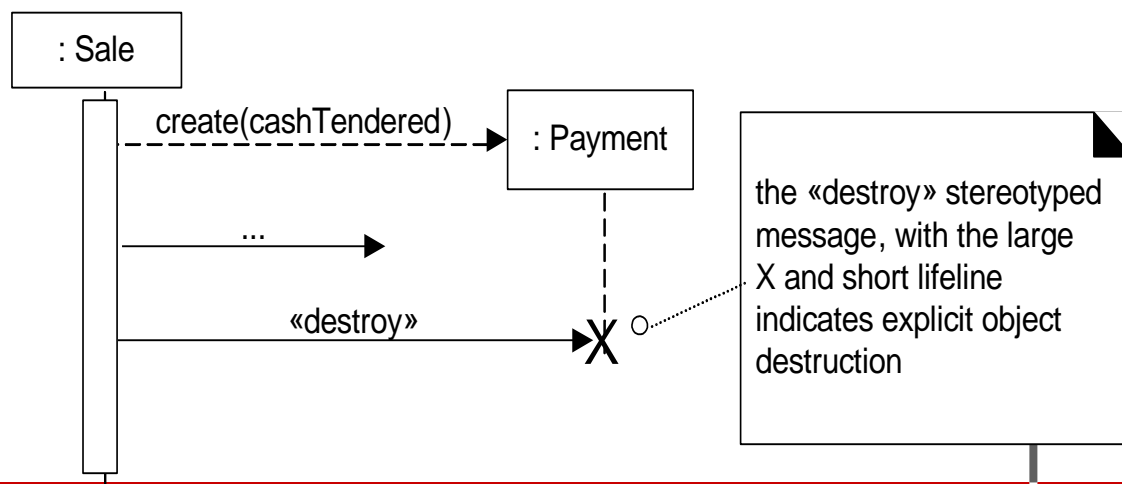 : Sale
create(cashTendered)
: Payment
...
«destroy»
X
the «destroy» stereotyped
message, with the large
X and short lifeline
indicates explicit object
destruction